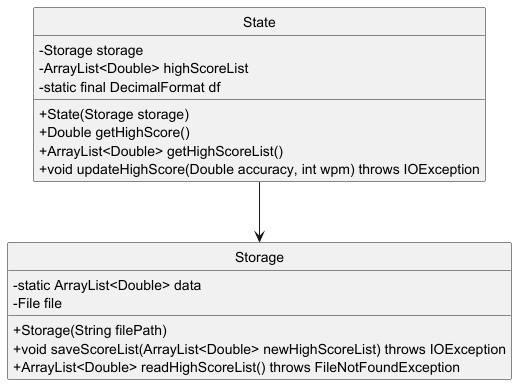 State
-Storage storage
-ArrayList<Double> highScoreList
-static final DecimalFormat df
+State(Storage storage)
+Double getHighScore()
+ArrayList<Double> getHighScoreList()
+void updateHighScore(Double accuracy, int wpm) throws IOException
Storage
-static ArrayList<Double> data
-File file
+Storage(String filePath)
+void saveScoreList(ArrayList<Double> newHighScoreList) throws IOException
+ArrayList<Double> readHighScoreList() throws FileNotFoundException